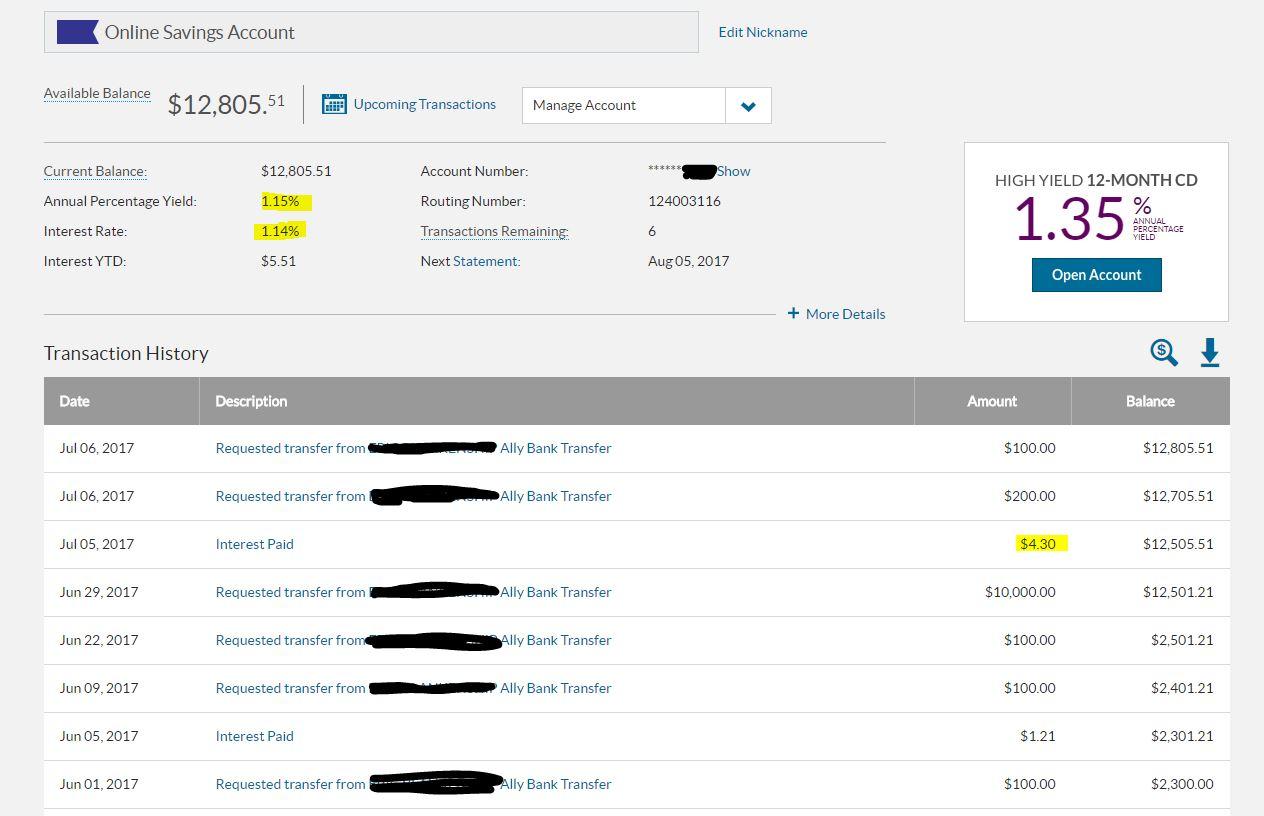 Online Savings Account Edit Nickname
Available Balance $12,805.51 Upcoming Transactions Manage Account
Current Balance: $12,805.51 Account Number: ****** Show
Annual Percentage Yield: 1.15% Routing Number: 124003116
Interest Rate: 1.14% Transactions Remaining: 6
Interest YTD: $5.51 Next Statement: Aug 05, 2017
+ More Details
HIGH YIELD 12-MONTH CD
1.35%
ANNUAL
PERCENTAGE
YIELD
Open Account
Transaction History
Date Description Amount Balance
Jul 06, 2017 Requested transfer from Ally Bank Transfer $100.00 $12,805.51
Jul 06, 2017 Requested transfer from Ally Bank Transfer $200.00 $12,705.51
Jul 05, 2017 Interest Paid $4.30 $12,505.51
Jun 29, 2017 Requested transfer from Ally Bank Transfer $10,000.00 $12,501.21
Jun 22, 2017 Requested transfer from Ally Bank Transfer $100.00 $2,501.21
Jun 09, 2017 Requested transfer from Ally Bank Transfer $100.00 $2,401.21
Jun 05, 2017 Interest Paid $1.21 $2,301.21
Jun 01, 2017 Requested transfer from Ally Bank Transfer $100.00 $2,300.00